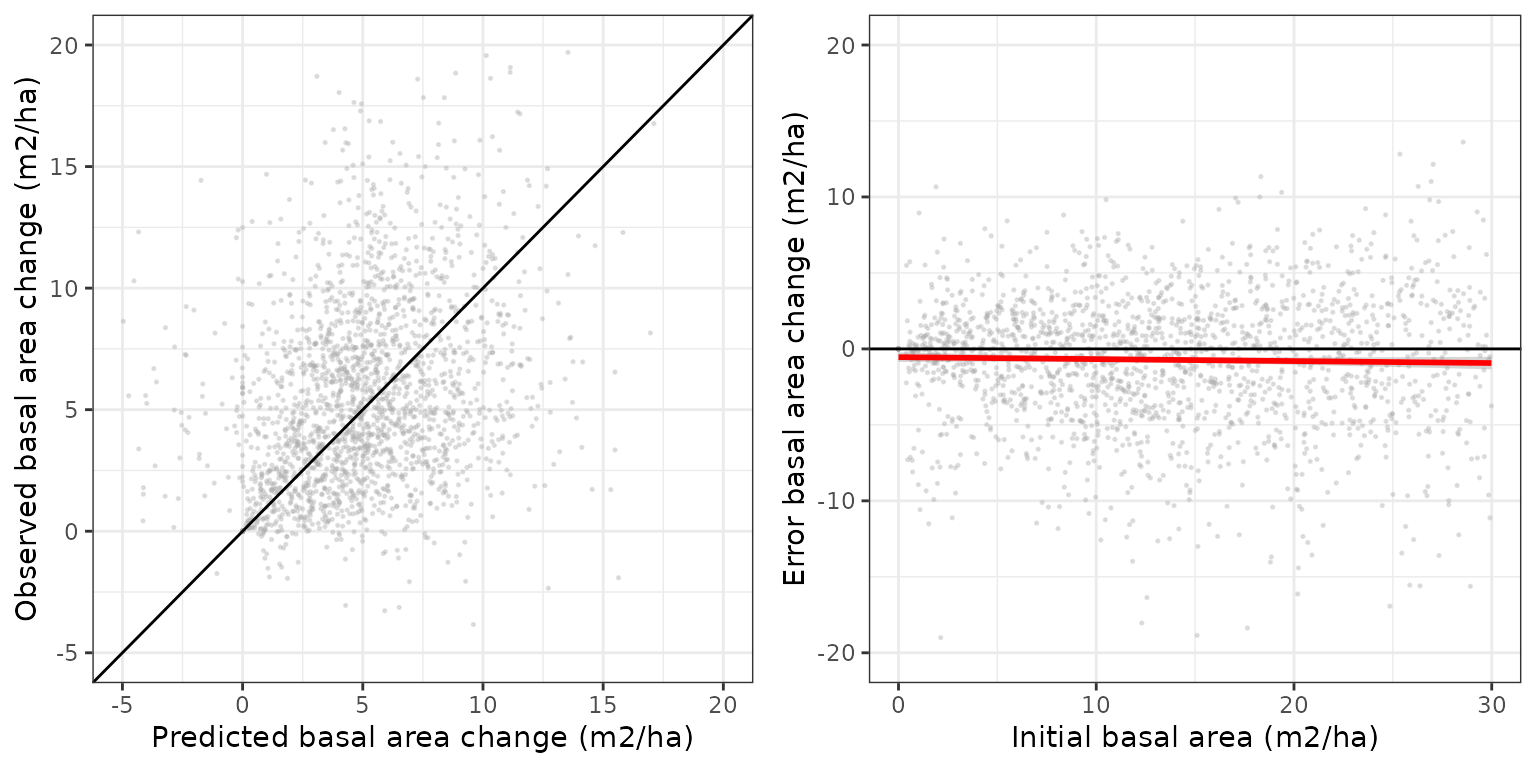 Observed basal area change (m2/ha)
20
15
10
5
0
-5
-5 0 5 10 15 20
Predicted basal area change (m2/ha)
Error basal area change (m2/ha)
20
10
0
-10
-20
0 10 20 30
Initial basal area (m2/ha)